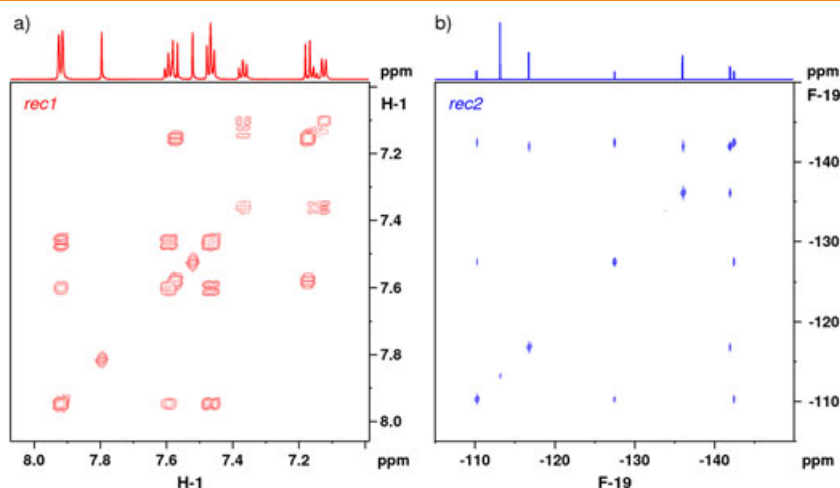 a)
ppm
H-1
rec1
7.2
7.4
7.6
7.8
8.0
8.0 7.8 7.6 7.4 7.2 ppm
H-1
b)
ppm
F-19
rec2
-140
-130
-120
-110
-110 -120 -130 -140 ppm
F-19